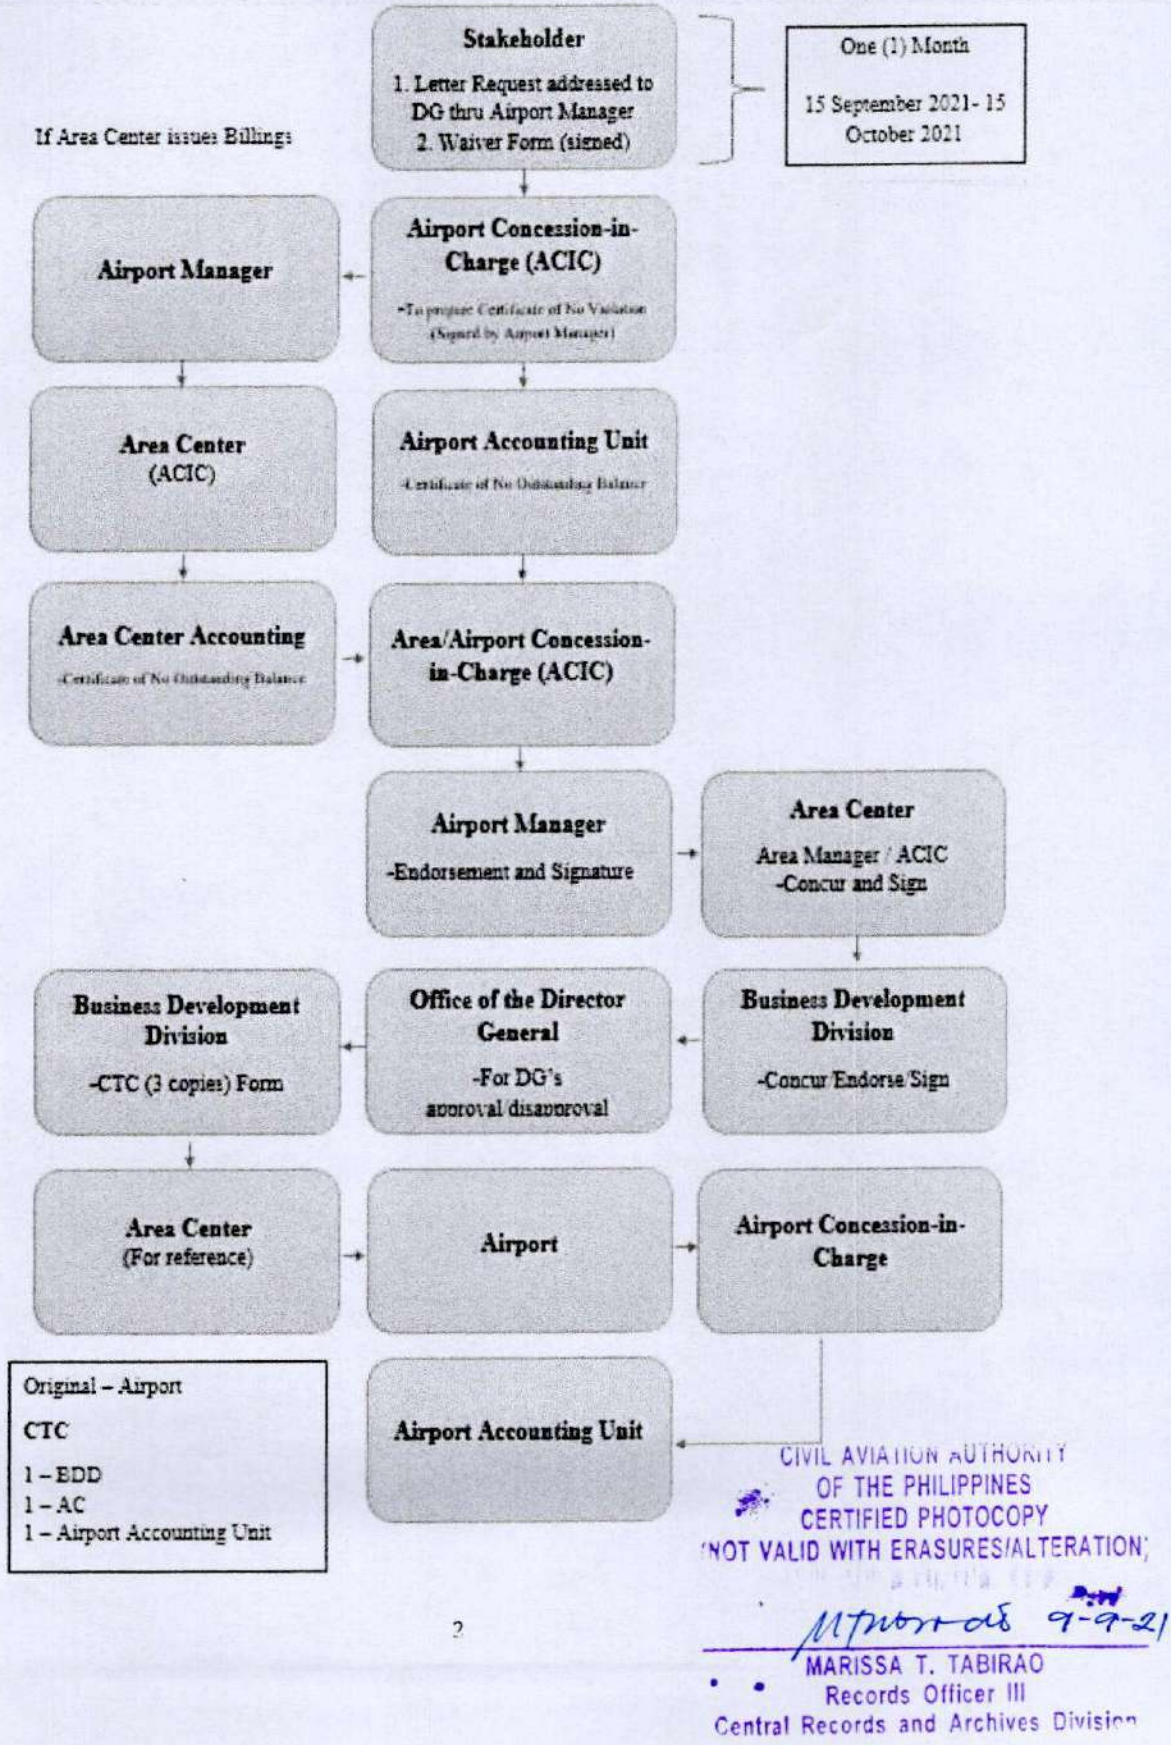 Stakeholder
1. Letter Request addressed to
DG thru Airport Manager
2. Waiver Form (signed)
One (1) Month
15 September 2021- 15
October 2021
If Area Center issues Billings
Airport Manager
Airport Concession-in-
Charge (ACIC)
-To prepare Certificate of No Violation
(Signed by Airport Manager)
Area Center
(ACIC)
Airport Accounting Unit
-Certificate of No Outstanding Balance
Area Center Accounting
-Certificate of No Outstanding Balance
Area/Airport Concession-
in-Charge (ACIC)
Airport Manager
-Endorsement and Signature
Area Center
Area Manager / ACIC
-Concur and Sign
Business Development
Division
-CTC (3 copies) Form
Office of the Director
General
-For DG's
approval/disapproval
Business Development
Division
-Concur/Endorse/Sign
Area Center
(For reference)
Airport
Airport Concession-in-
Charge
Original – Airport
CTC
1 – BDD
1 – AC
1 – Airport Accounting Unit
Airport Accounting Unit
CIVIL AVIATION AUTHORITY
OF THE PHILIPPINES
CERTIFIED PHOTOCOPY
(NOT VALID WITH ERASURES/ALTERATION)
9-9-21
MARISSA T. TABIRAO
Records Officer III
Central Records and Archives Division
2